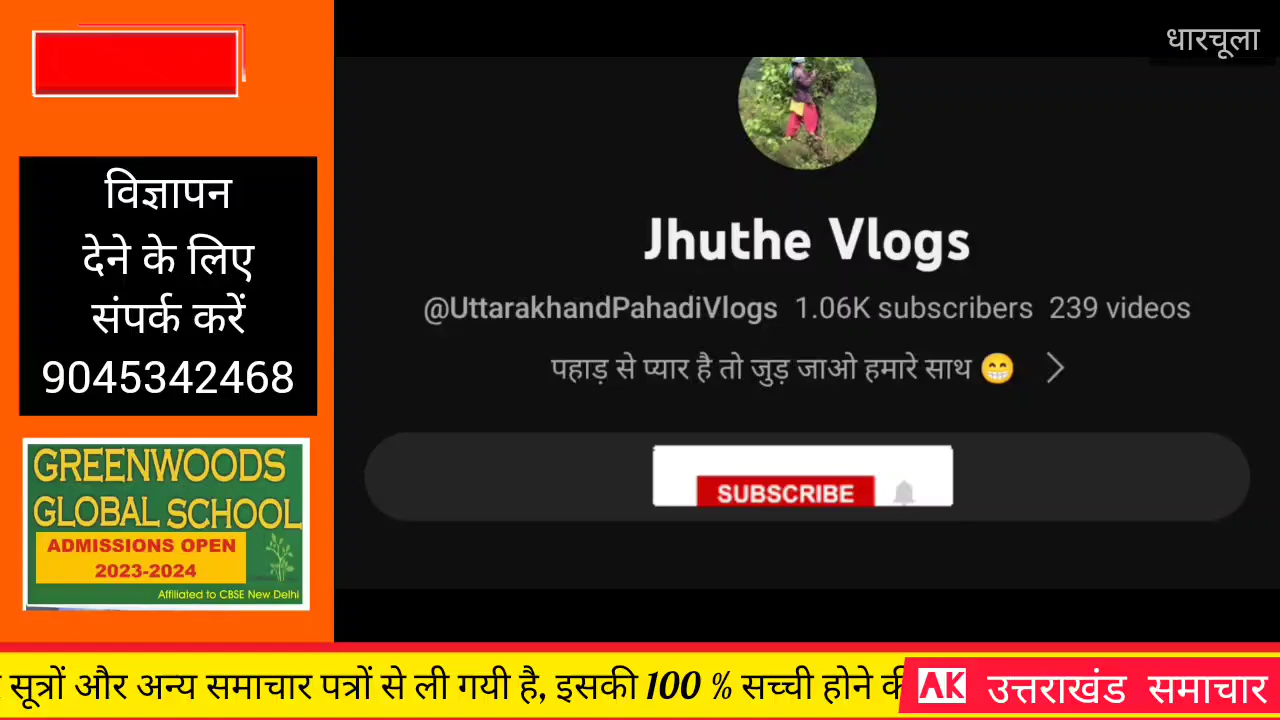 धारचूला
विज्ञापन
देने के लिए
संपर्क करें
9045342468
GREENWOODS
GLOBAL SCHOOL
ADMISSIONS OPEN
2023-2024
Affiliated to CBSE New Delhi
Jhuthe Vlogs
@UttarakhandPahadiVlogs 1.06K subscribers 239 videos
पहाड़ से प्यार है तो जुड़ जाओ हमारे साथ 😁
SUBSCRIBE
सूत्रों और अन्य समाचार पत्रों से ली गयी है, इसकी 100 % सच्ची होने
AK उत्तराखंड समाचार